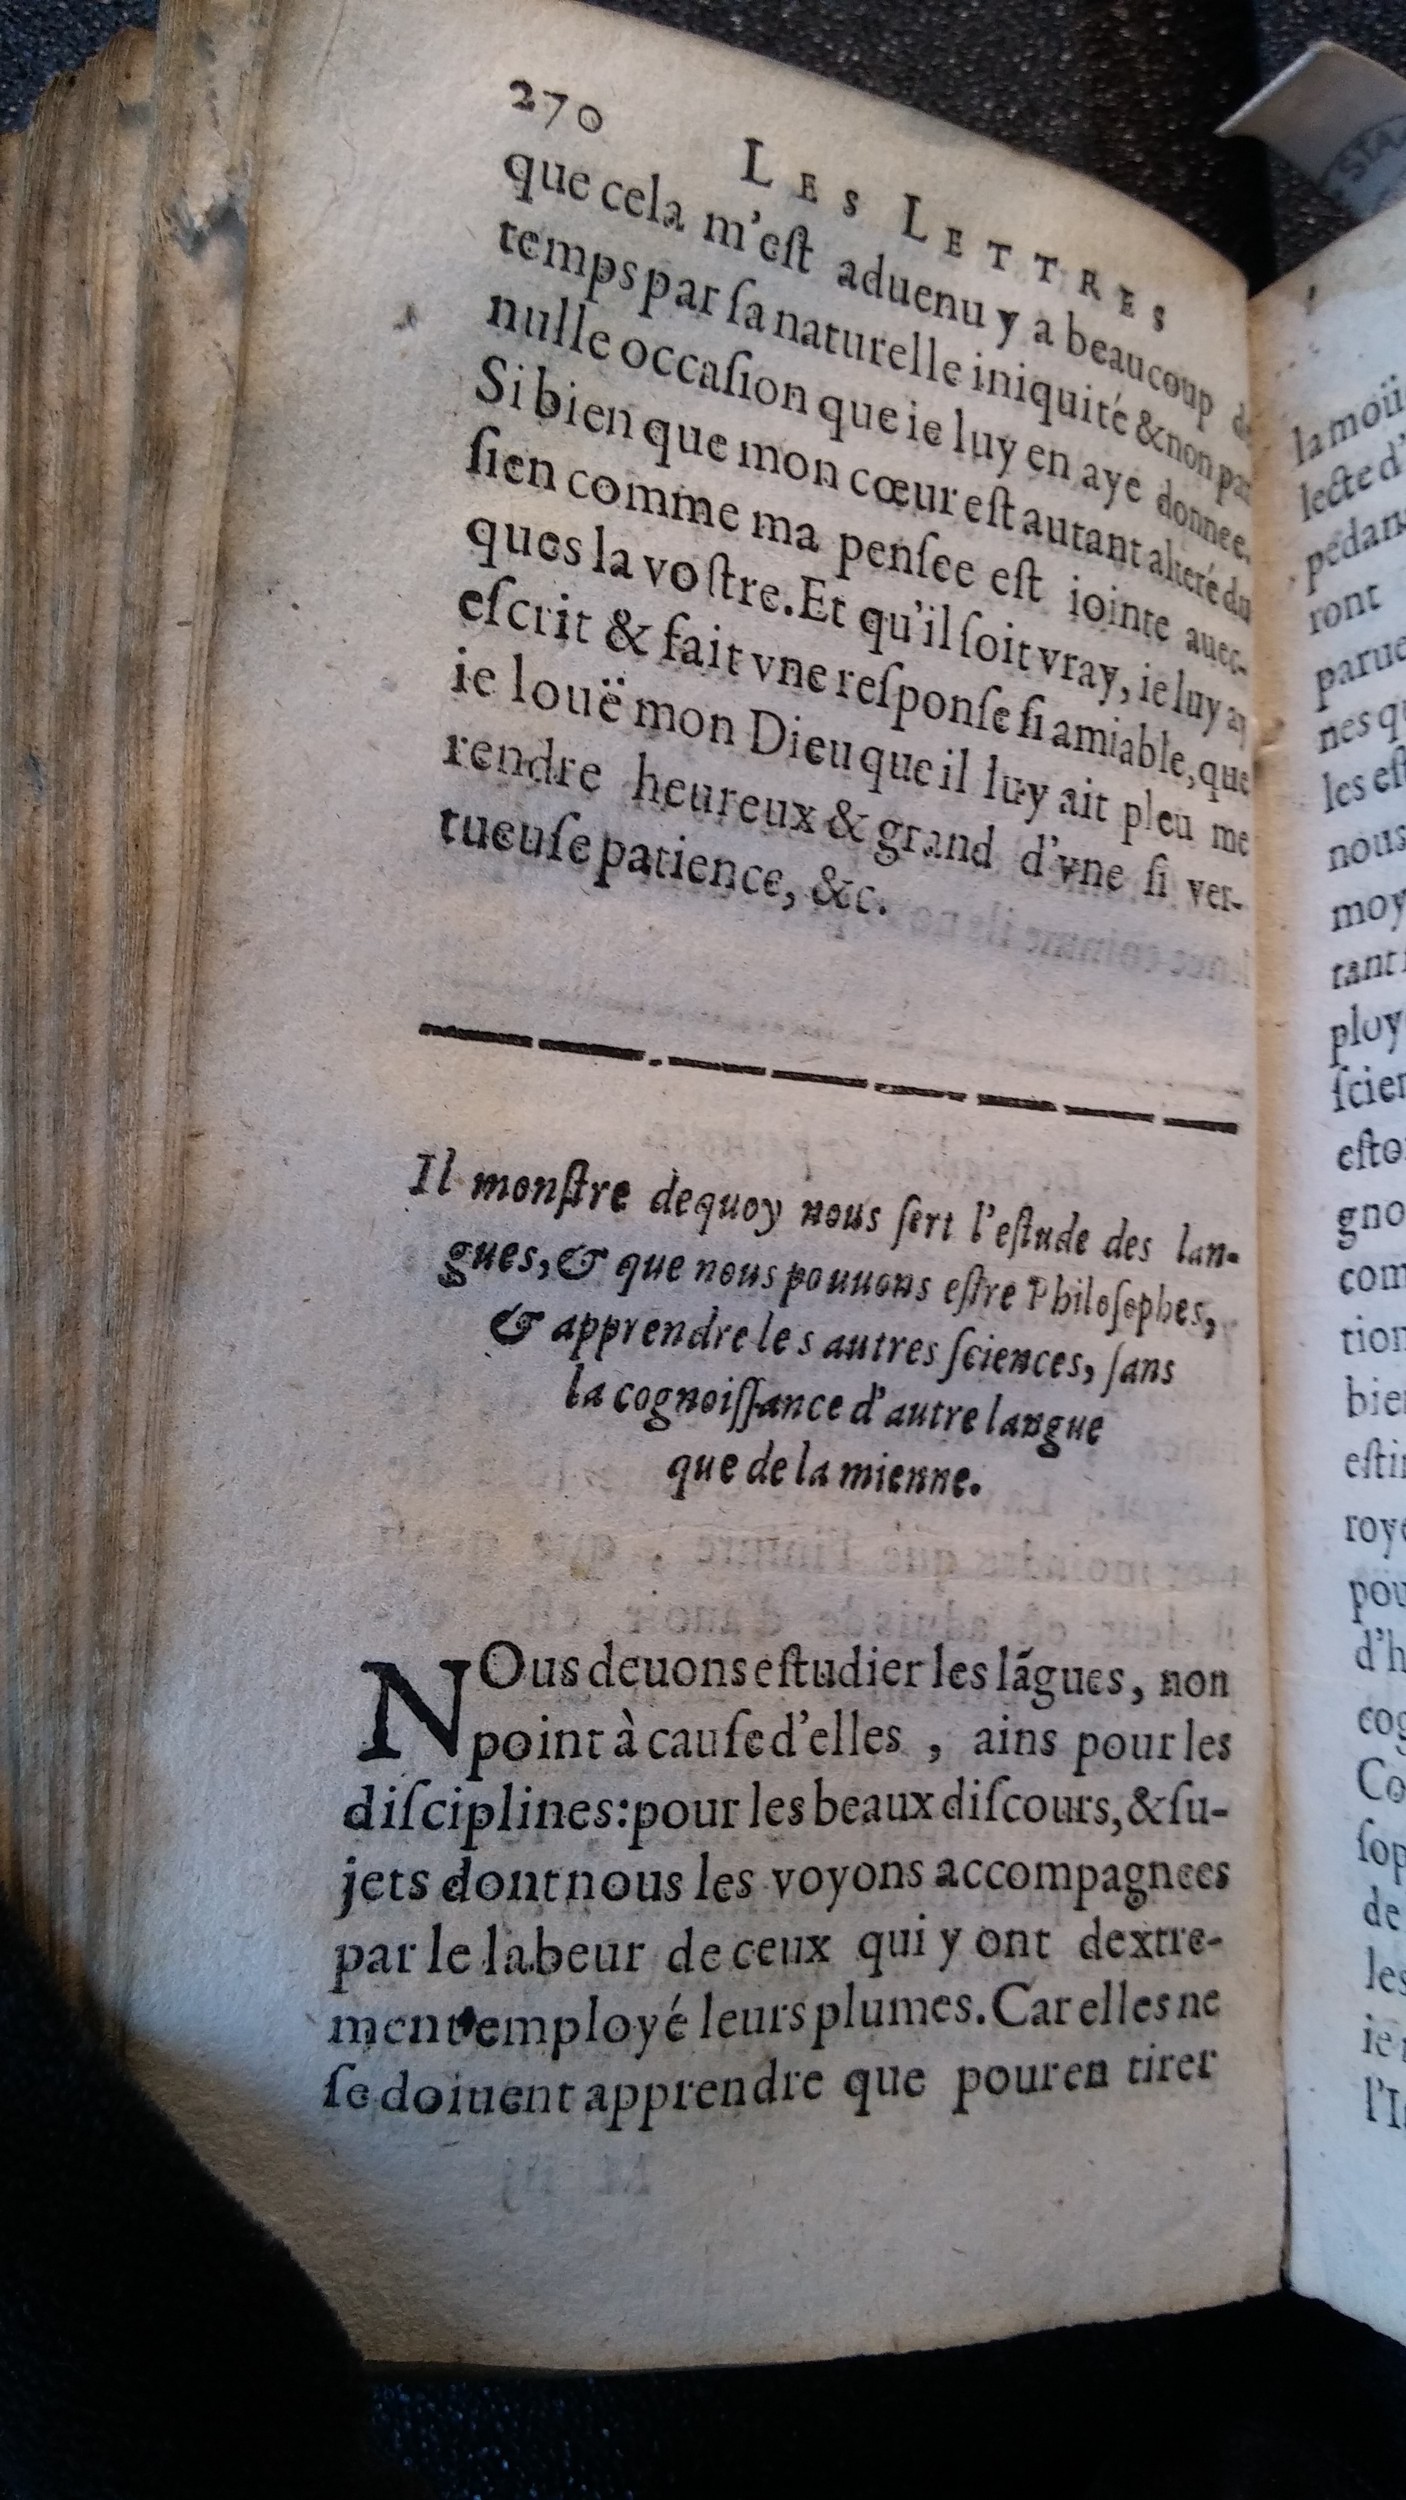 270
LES LETTRES
que cela m'eſt aduenu y a beaucoup de
temps par ſa naturelle iniquité & non par
nulle occaſion que ie luy en aye donnee.
Si bien que mon cœur eſt autant alteré du
ſien comme ma penſee eſt iointe auec-
ques la voſtre. Et qu'il ſoit vray, ie luy ay
eſcrit & fait vne reſponſe ſi amiable, que
ie louë mon Dieu que il luy ait pleu me
rendre heureux & grand d'vne ſi ver-
tueuſe patience, &c.
Il monſtre dequoy nous ſert l'eſtude des lan-
gues, & que nous pouuons eſtre Philoſophes,
& apprendre les autres ſciences, ſans
la cognoiſſance d'autre langue
que de la mienne.
NOus deuons eſtudier les lãgues, non
point à cauſe d'elles, ains pour les
diſciplines: pour les beaux diſcours, & ſu-
jets dont nous les voyons accompagnees
par le labeur de ceux qui y ont dextre-
ment employé leurs plumes. Car elles ne
ſe doiuent apprendre que pour en tirer
ront
nous